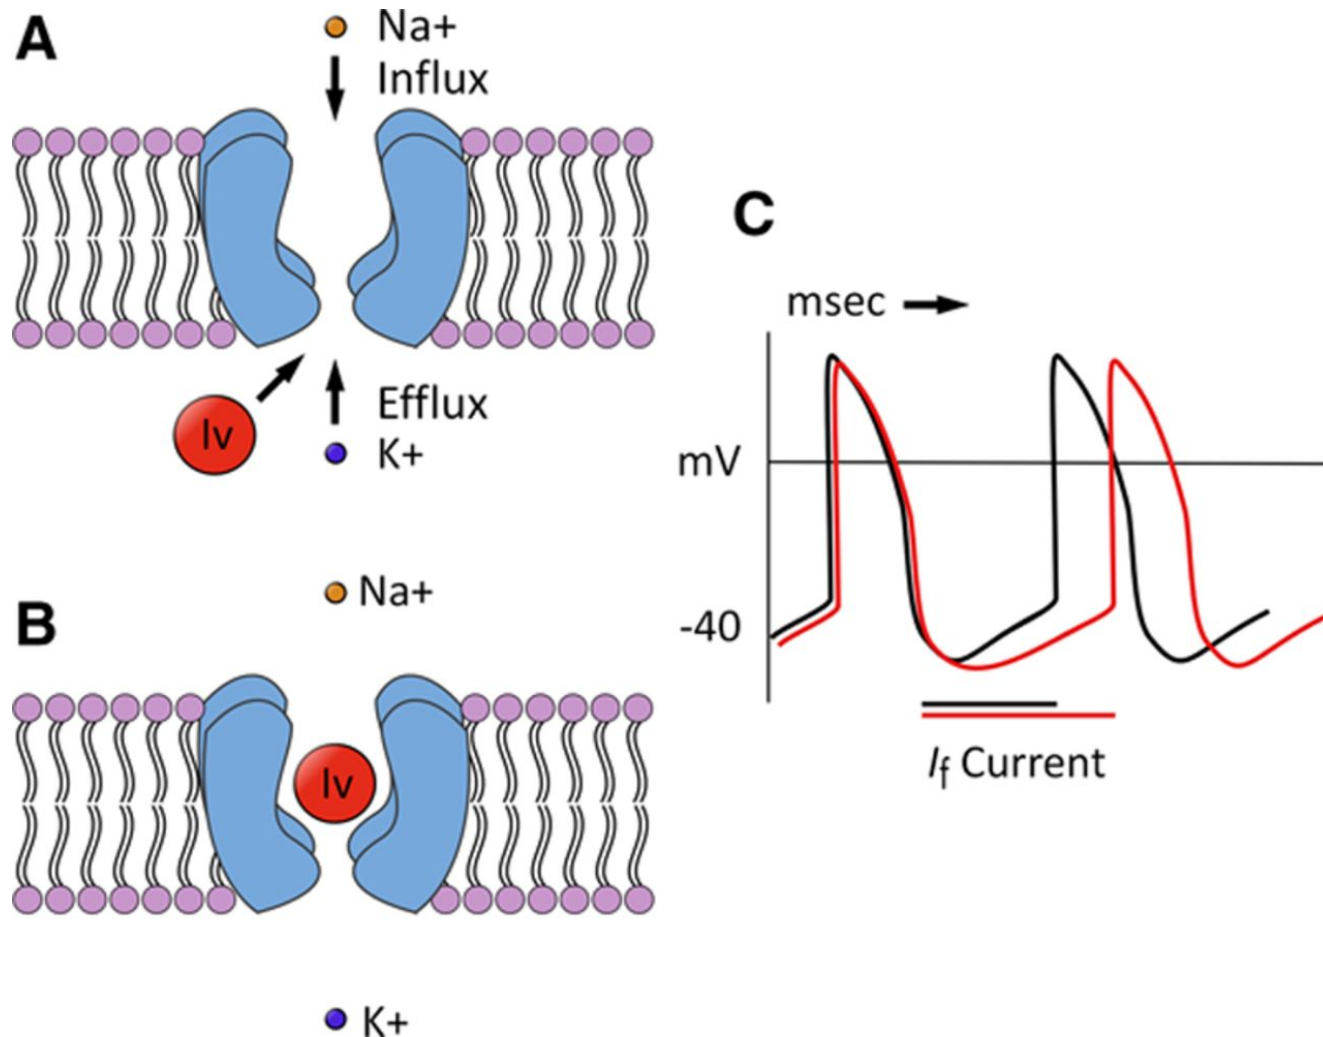 A
Na+
Influx
Iv
Efflux
K+
B
Na+
Iv
K+
C
msec
mV
-40
If Current